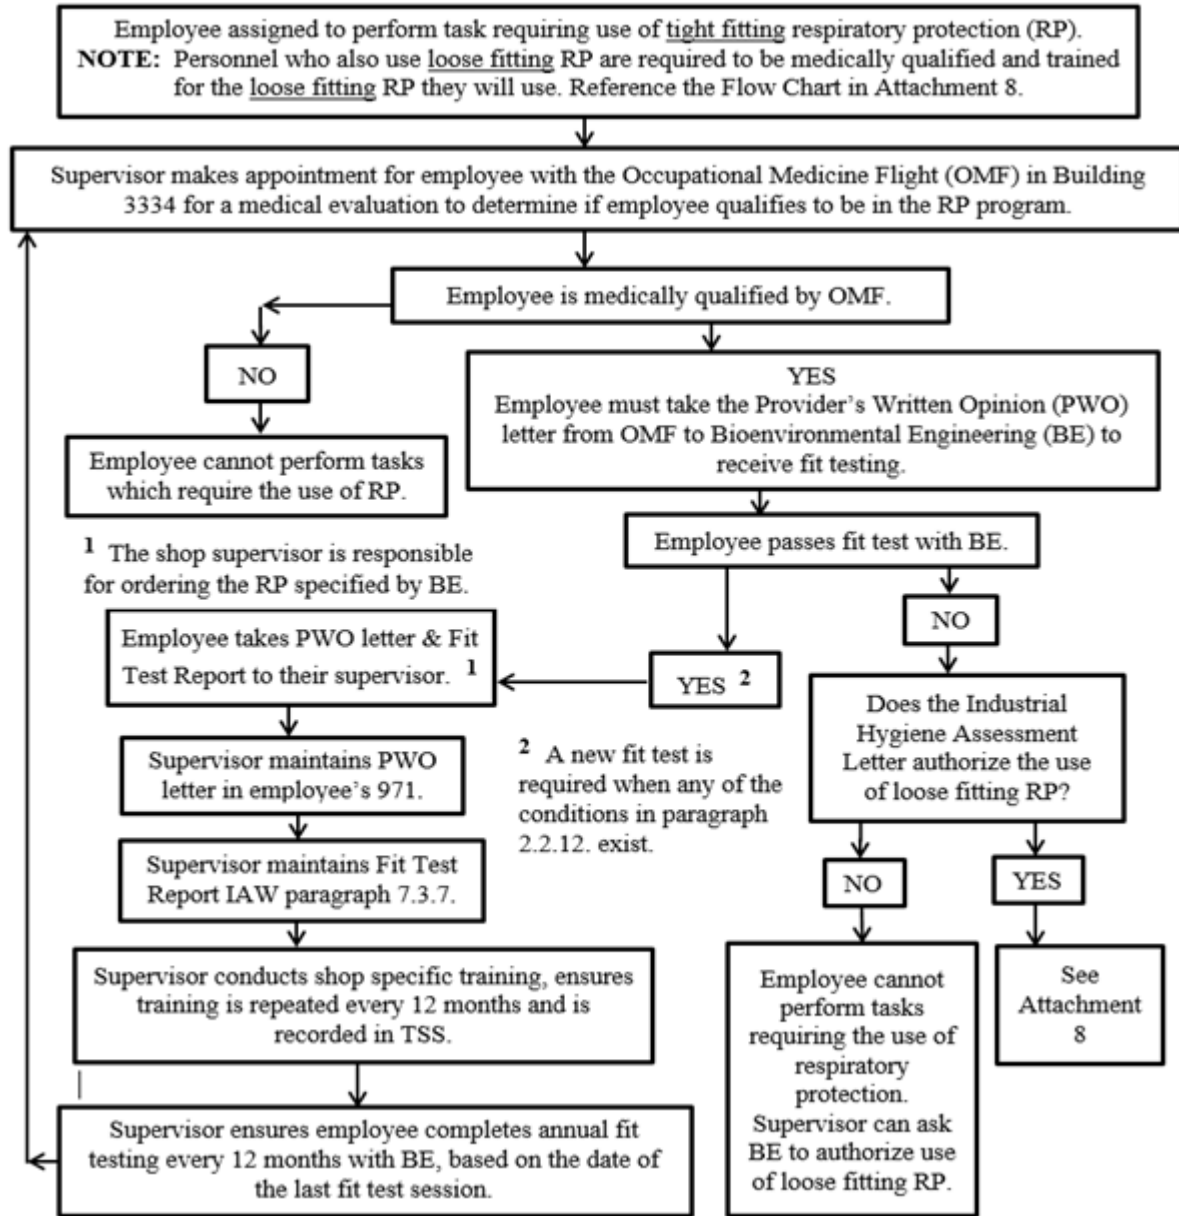 Employee assigned to perform task requiring use of tight fitting respiratory protection (RP).
NOTE: Personnel who also use loose fitting RP are required to be medically qualified and trained
for the loose fitting RP they will use. Reference the Flow Chart in Attachment 8.
Supervisor makes appointment for employee with the Occupational Medicine Flight (OMF) in Building
3334 for a medical evaluation to determine if employee qualifies to be in the RP program.
Employee is medically qualified by OMF.
NO
Employee cannot perform tasks
which require the use of RP.
YES
Employee must take the Provider’s Written Opinion (PWO)
letter from OMF to Bioenvironmental Engineering (BE) to
receive fit testing.
Employee passes fit test with BE.
1 The shop supervisor is responsible
for ordering the RP specified by BE.
Employee takes PWO letter & Fit
Test Report to their supervisor. 1
YES 2
NO
2 A new fit test is
required when any of the
conditions in paragraph
2.2.12. exist.
Does the Industrial
Hygiene Assessment
Letter authorize the use
of loose fitting RP?
Supervisor maintains PWO
letter in employee’s 971.
Supervisor maintains Fit Test
Report IAW paragraph 7.3.7.
NO
YES
Supervisor conducts shop specific training, ensures
training is repeated every 12 months and is
recorded in TSS.
Supervisor ensures employee completes annual fit
testing every 12 months with BE, based on the date of
the last fit test session.
Employee cannot
perform tasks
requiring the use of
respiratory
protection.
Supervisor can ask
BE to authorize use
of loose fitting RP.
See
Attachment
8